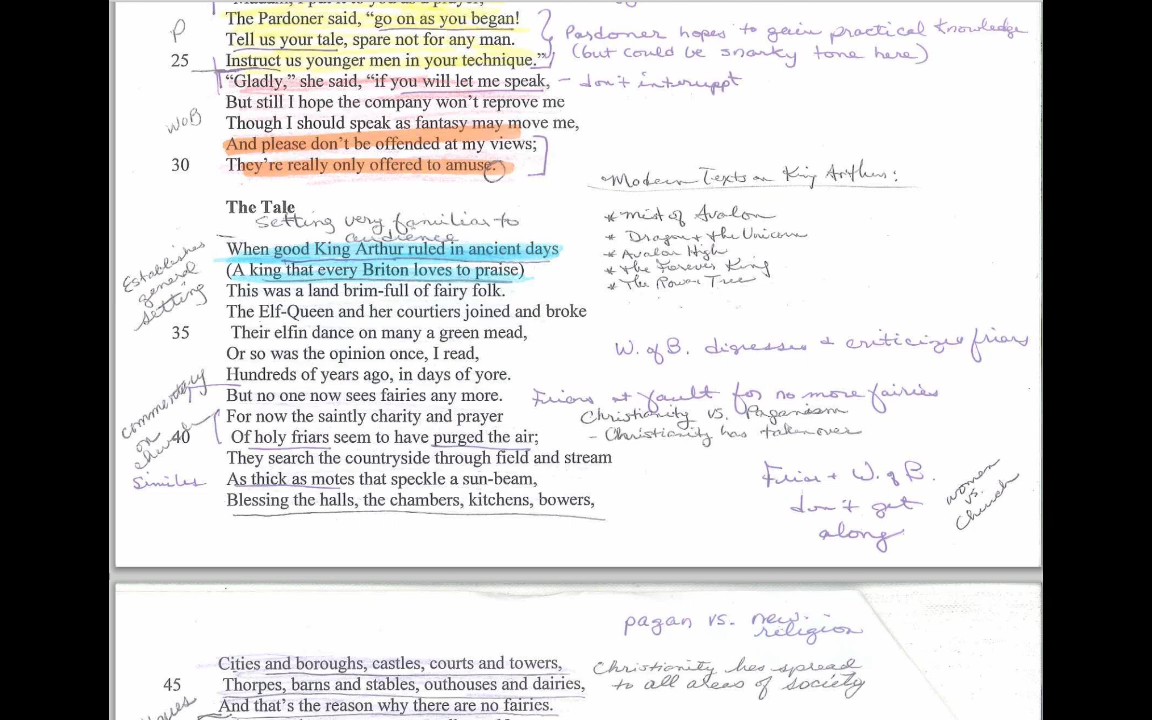 The Pardoner said, “go on as you began!
P
Tell us your tale, spare not for any man.
25 Instruct us younger men in your technique.”
Pardoner hopes to gain practical knowledge
(but could be snarky tone here)
“Gladly,” she said, “if you will let me speak, – don't interrupt
But still I hope the company won’t reprove me
WoB
Though I should speak as fantasy may move me,
And please don’t be offended at my views;
30 They’re really only offered to amuse.
Modern Texts on King Arthur:
The Tale
Setting very familiar to
audience
* Mist of Avalon
* Dragon & the Unicorn
* Avalon High
* The Forever King
* The Power Tree
Establishes
general
setting
When good King Arthur ruled in ancient days
(A king that every Briton loves to praise)
This was a land brim-full of fairy folk.
The Elf-Queen and her courtiers joined and broke
35 Their elfin dance on many a green mead,
Or so was the opinion once, I read,
W. of B. digresses & criticizes friars
Hundreds of years ago, in days of yore.
But no one now sees fairies any more.
Friars at fault for no more fairies
commentary
on
church
For now the saintly charity and prayer
Christianity vs. Paganism
40 Of holy friars seem to have purged the air;
– Christianity has taken over
They search the countryside through field and stream
Similes
As thick as motes that speckle a sun-beam,
Blessing the halls, the chambers, kitchens, bowers,
Friar & W. of B.
don't get
along
women
vs.
church
pagan vs. new
religion
Cities and boroughs, castles, courts and towers,
Christianity has spread
45 Thorpes, barns and stables, outhouses and dairies,
to all areas of society
And that’s the reason why there are no fairies.